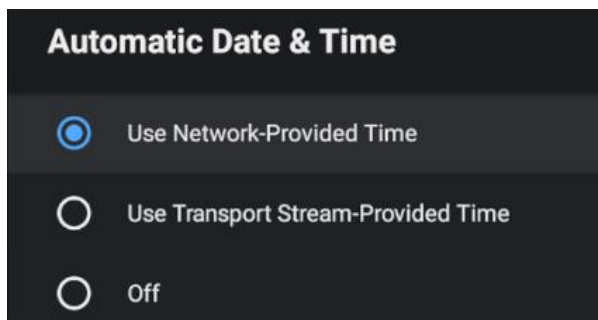 Automatic Date & Time
Use Network-Provided Time
Use Transport Stream-Provided Time
Off